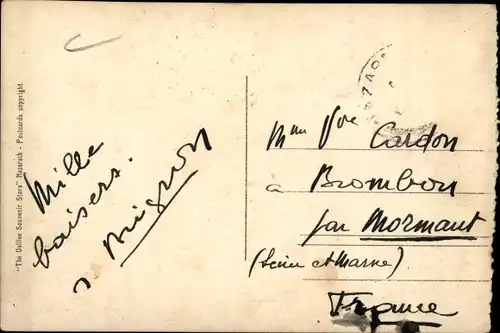 "The Galilee Souvenir Store" Nazareth - Postcards copyright
Mille
baisers.
Mignon
Mme Vve Cardon
à Brombon
par Mormant
(Seine et Marne)
France